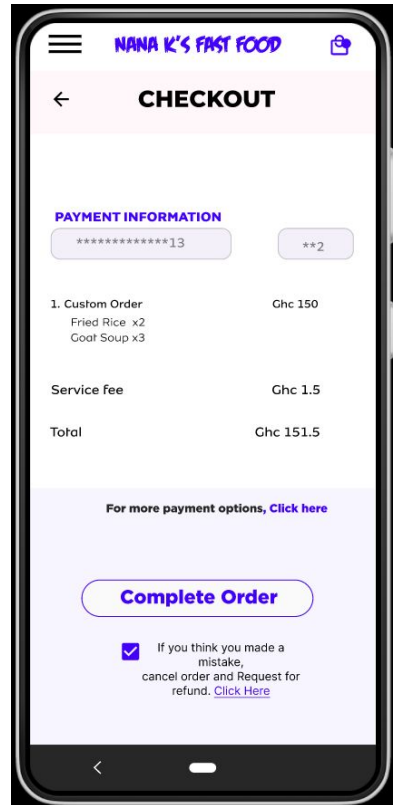 NANA K'S FAST FOOD
CHECKOUT
PAYMENT INFORMATION
*************13 **2
1. Custom Order Ghc 150
Fried Rice x2
Goat Soup x3
Service fee Ghc 1.5
Total Ghc 151.5
For more payment options, Click here
Complete Order
If you think you made a
mistake,
cancel order and Request for
refund. Click Here